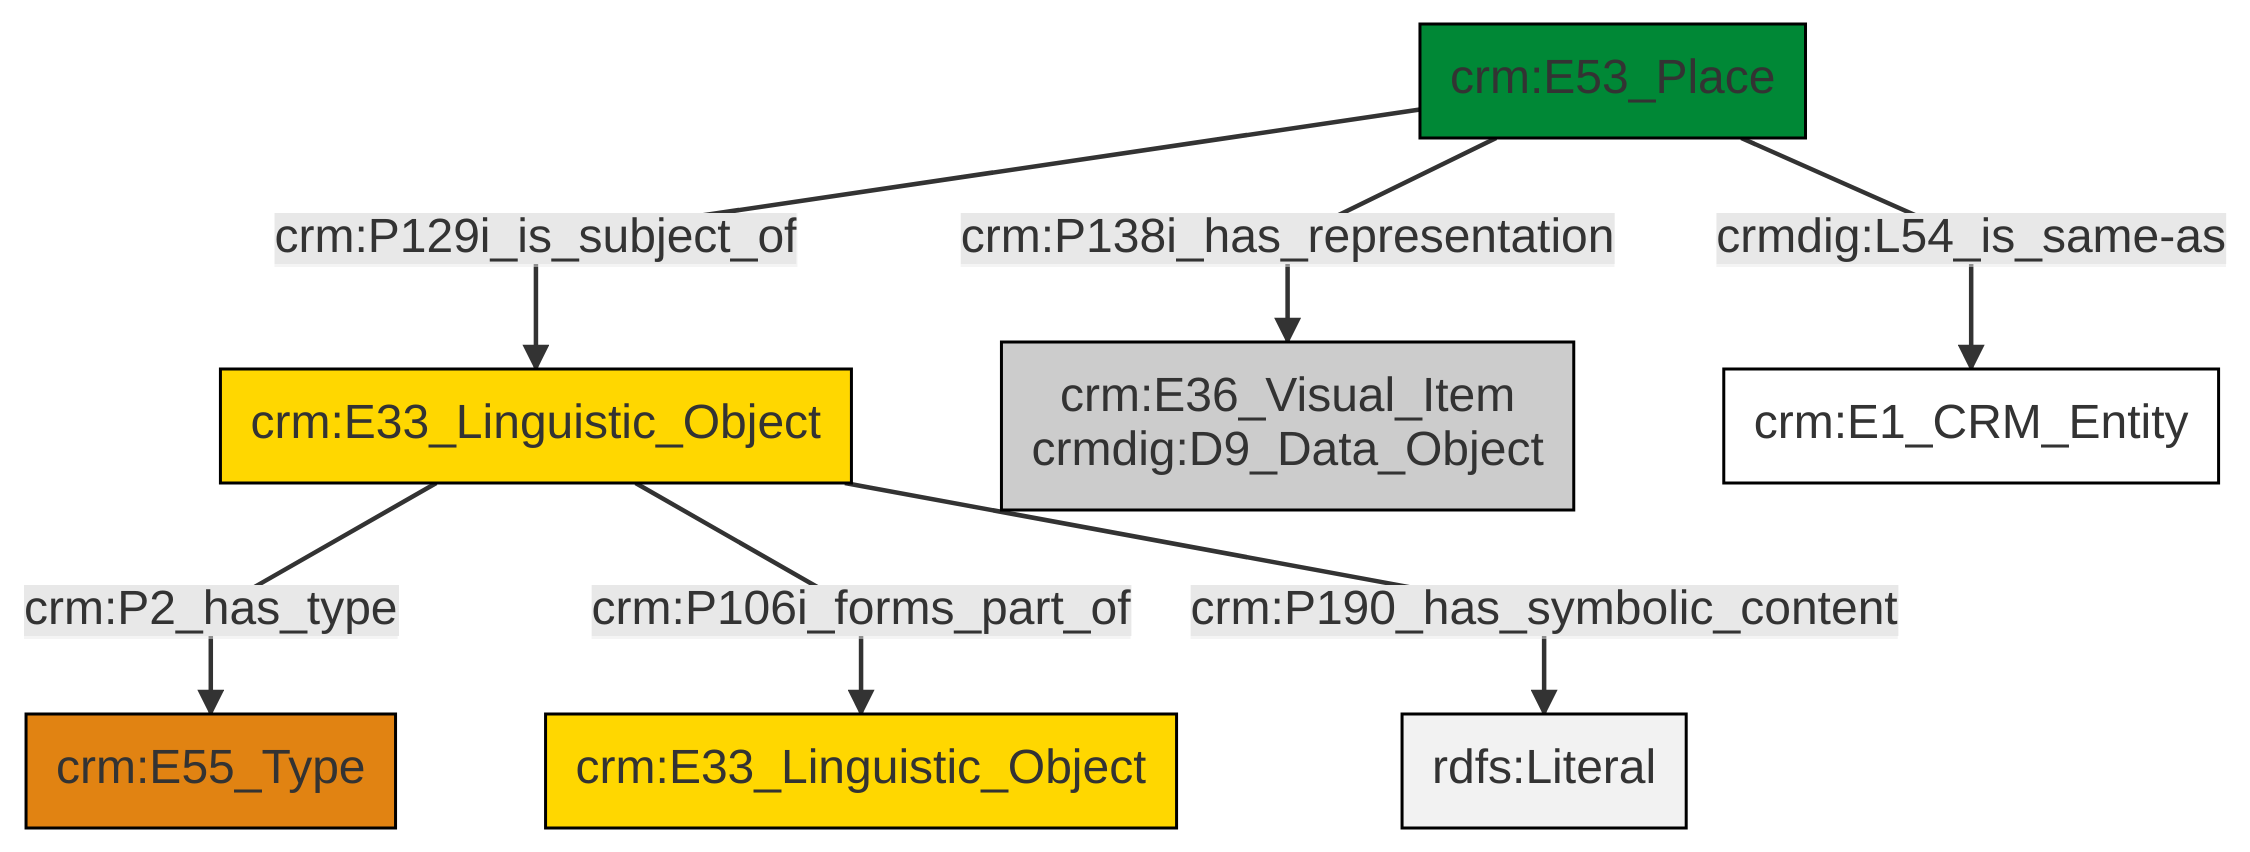 crm:E53_Place
crm:P129i_is_subject_of
crm:P138i_has_representation
crmdig:L54_is_same-as
crm:E33_Linguistic_Object
crm:E36_Visual_Item
crmdig:D9_Data_Object
crm:E1_CRM_Entity
crm:P2_has_type
crm:P106i_forms_part_of
crm:P190_has_symbolic_content
crm:E55_Type
crm:E33_Linguistic_Object
rdfs:Literal